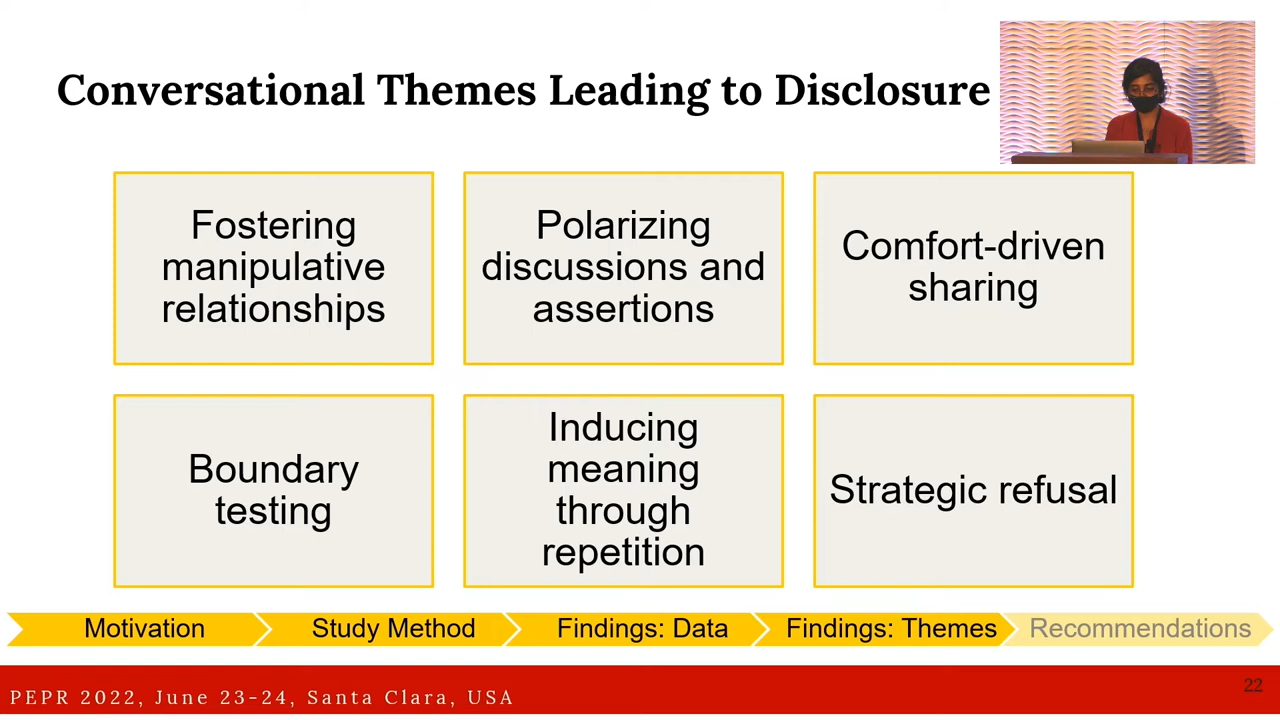 Conversational Themes Leading to Disclosure
Fostering
manipulative
relationships
Polarizing
discussions and
assertions
Comfort-driven
sharing
Boundary
testing
Inducing
meaning
through
repetition
Strategic refusal
Motivation
Study Method
Findings: Data
Findings: Themes
Recommendations
PEPR 2022, June 23-24, Santa Clara, USA
22